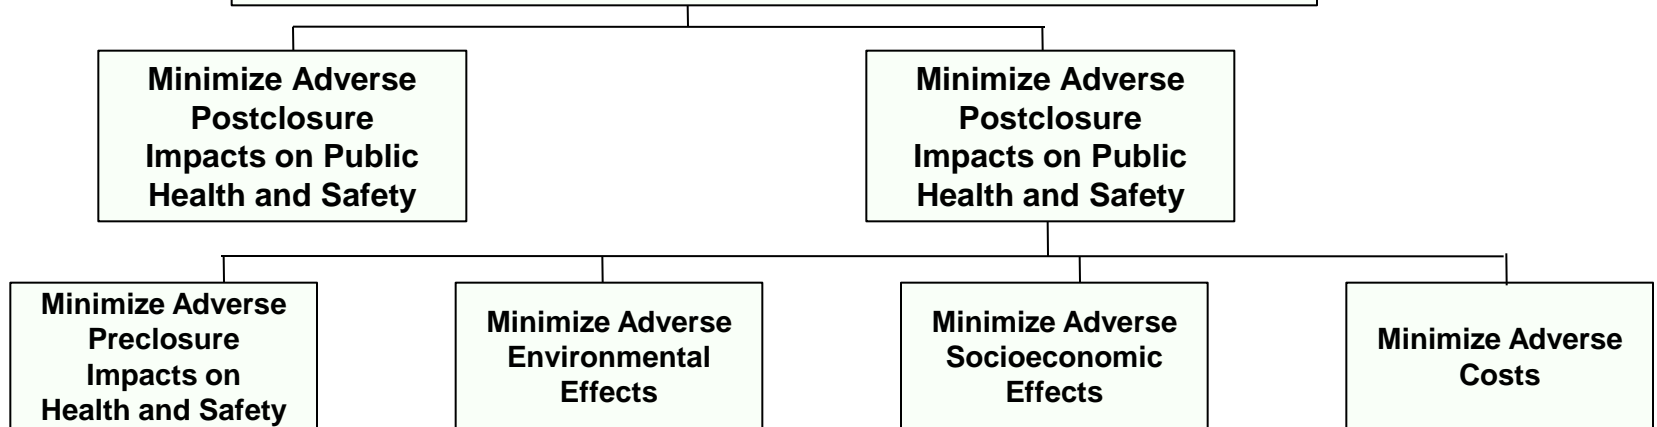 Minimize Adverse
Postclosure
Impacts on Public
Health and Safety
Minimize Adverse
Postclosure
Impacts on Public
Health and Safety
Minimize Adverse
Preclosure
Impacts on
Health and Safety
Minimize Adverse
Environmental
Effects
Minimize Adverse
Socioeconomic
Effects
Minimize Adverse
Costs